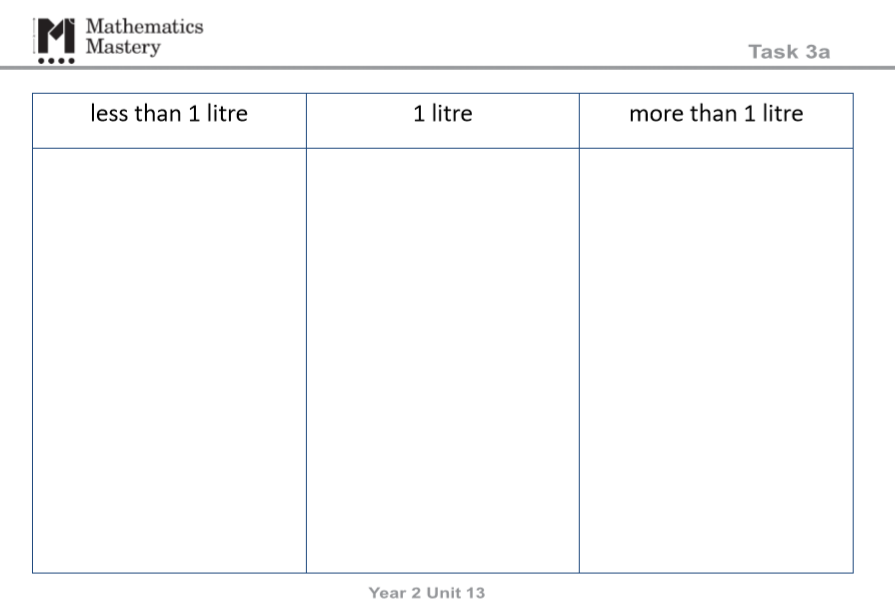 Mathematics
Mastery
Task 3a
less than 1 litre
1 litre
more than 1 litre
Year 2 Unit 13